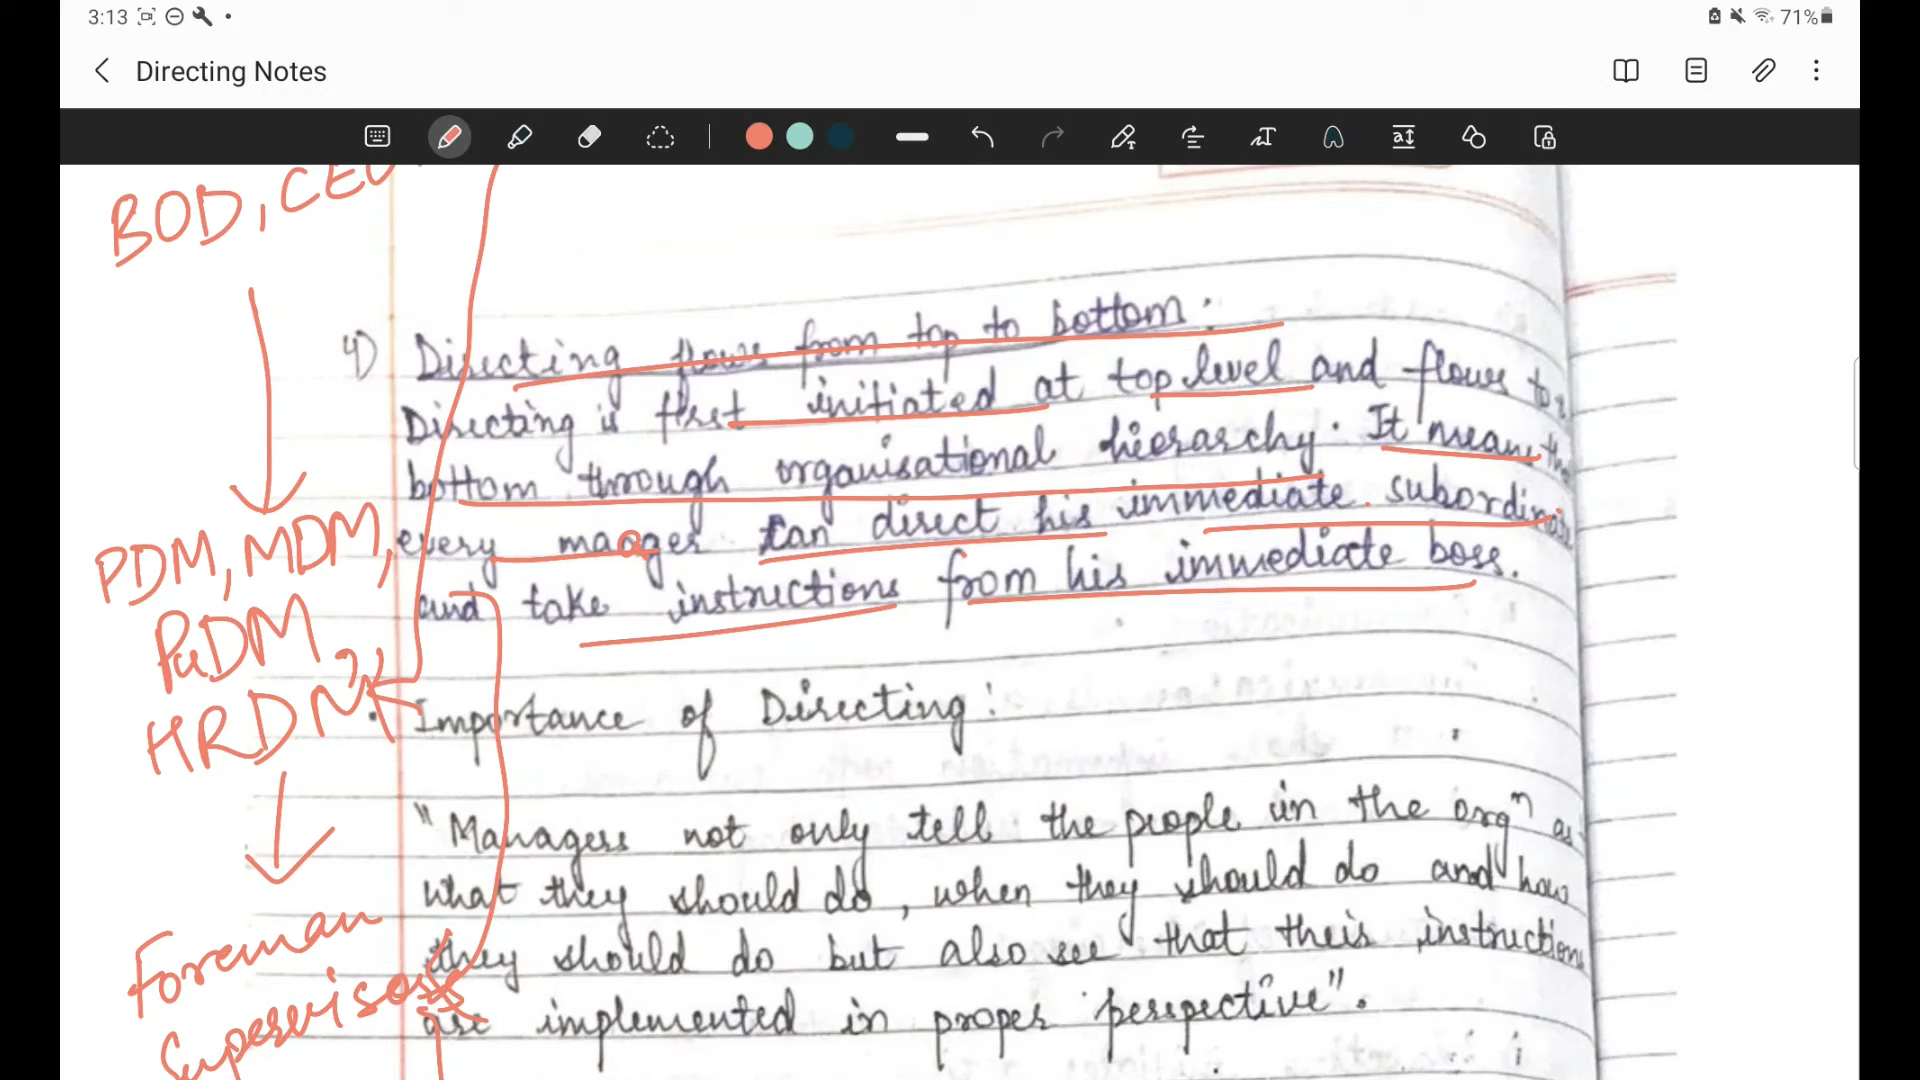 3:13
71%
Directing Notes
BOD, CEO
4) Directing flows from top to bottom.
Directing is first initiated at top level and flows to
bottom through organisational hierarchy. It means that
every maager can direct his immediate subordinate
and take instructions from his immediate boss.
PDM, MDM,
PuDM,
HRDM
Importance of Directing!
"Managers not only tell the people in the orgⁿ as
what they should do, when they should do and how
they should do but also see that their instructions
are implemented in proper perspective".
Foreman
Supervisor